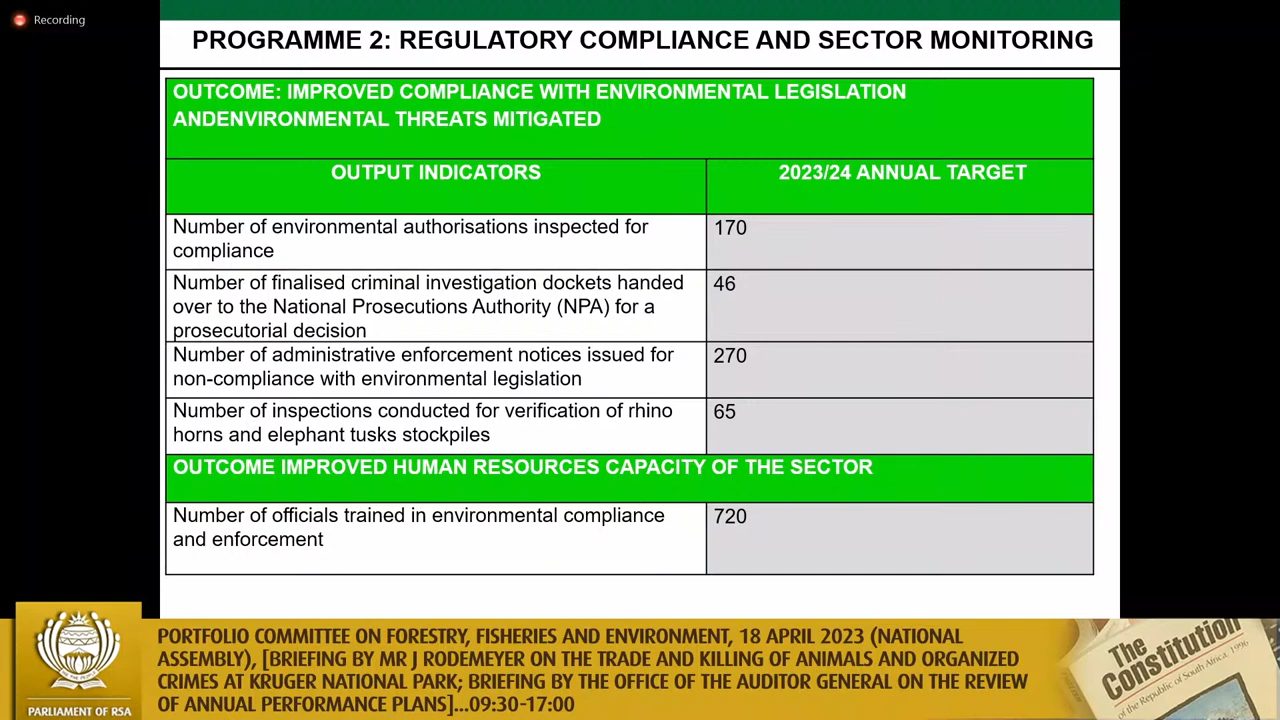 Recording
PROGRAMME 2: REGULATORY COMPLIANCE AND SECTOR MONITORING
OUTCOME: IMPROVED COMPLIANCE WITH ENVIRONMENTAL LEGISLATION
ANDENVIRONMENTAL THREATS MITIGATED
OUTPUT INDICATORS
2023/24 ANNUAL TARGET
Number of environmental authorisations inspected for
compliance
170
Number of finalised criminal investigation dockets handed
over to the National Prosecutions Authority (NPA) for a
prosecutorial decision
46
Number of administrative enforcement notices issued for
non-compliance with environmental legislation
270
Number of inspections conducted for verification of rhino
horns and elephant tusks stockpiles
65
OUTCOME IMPROVED HUMAN RESOURCES CAPACITY OF THE SECTOR
Number of officials trained in environmental compliance
and enforcement
720
PORTFOLIO COMMITTEE ON FORESTRY, FISHERIES AND ENVIRONMENT, 18 APRIL 2023 (NATIONAL
ASSEMBLY), [BRIEFING BY MR J RODEMEYER ON THE TRADE AND KILLING OF ANIMALS AND ORGANIZED
CRIMES AT KRUGER NATIONAL PARK; BRIEFING BY THE OFFICE OF THE AUDITOR GENERAL ON THE REVIEW
OF ANNUAL PERFORMANCE PLANS]...09:30-17:00
PARLIAMENT OF RSA
The
Constitution
of the Republic of South Africa, 1996